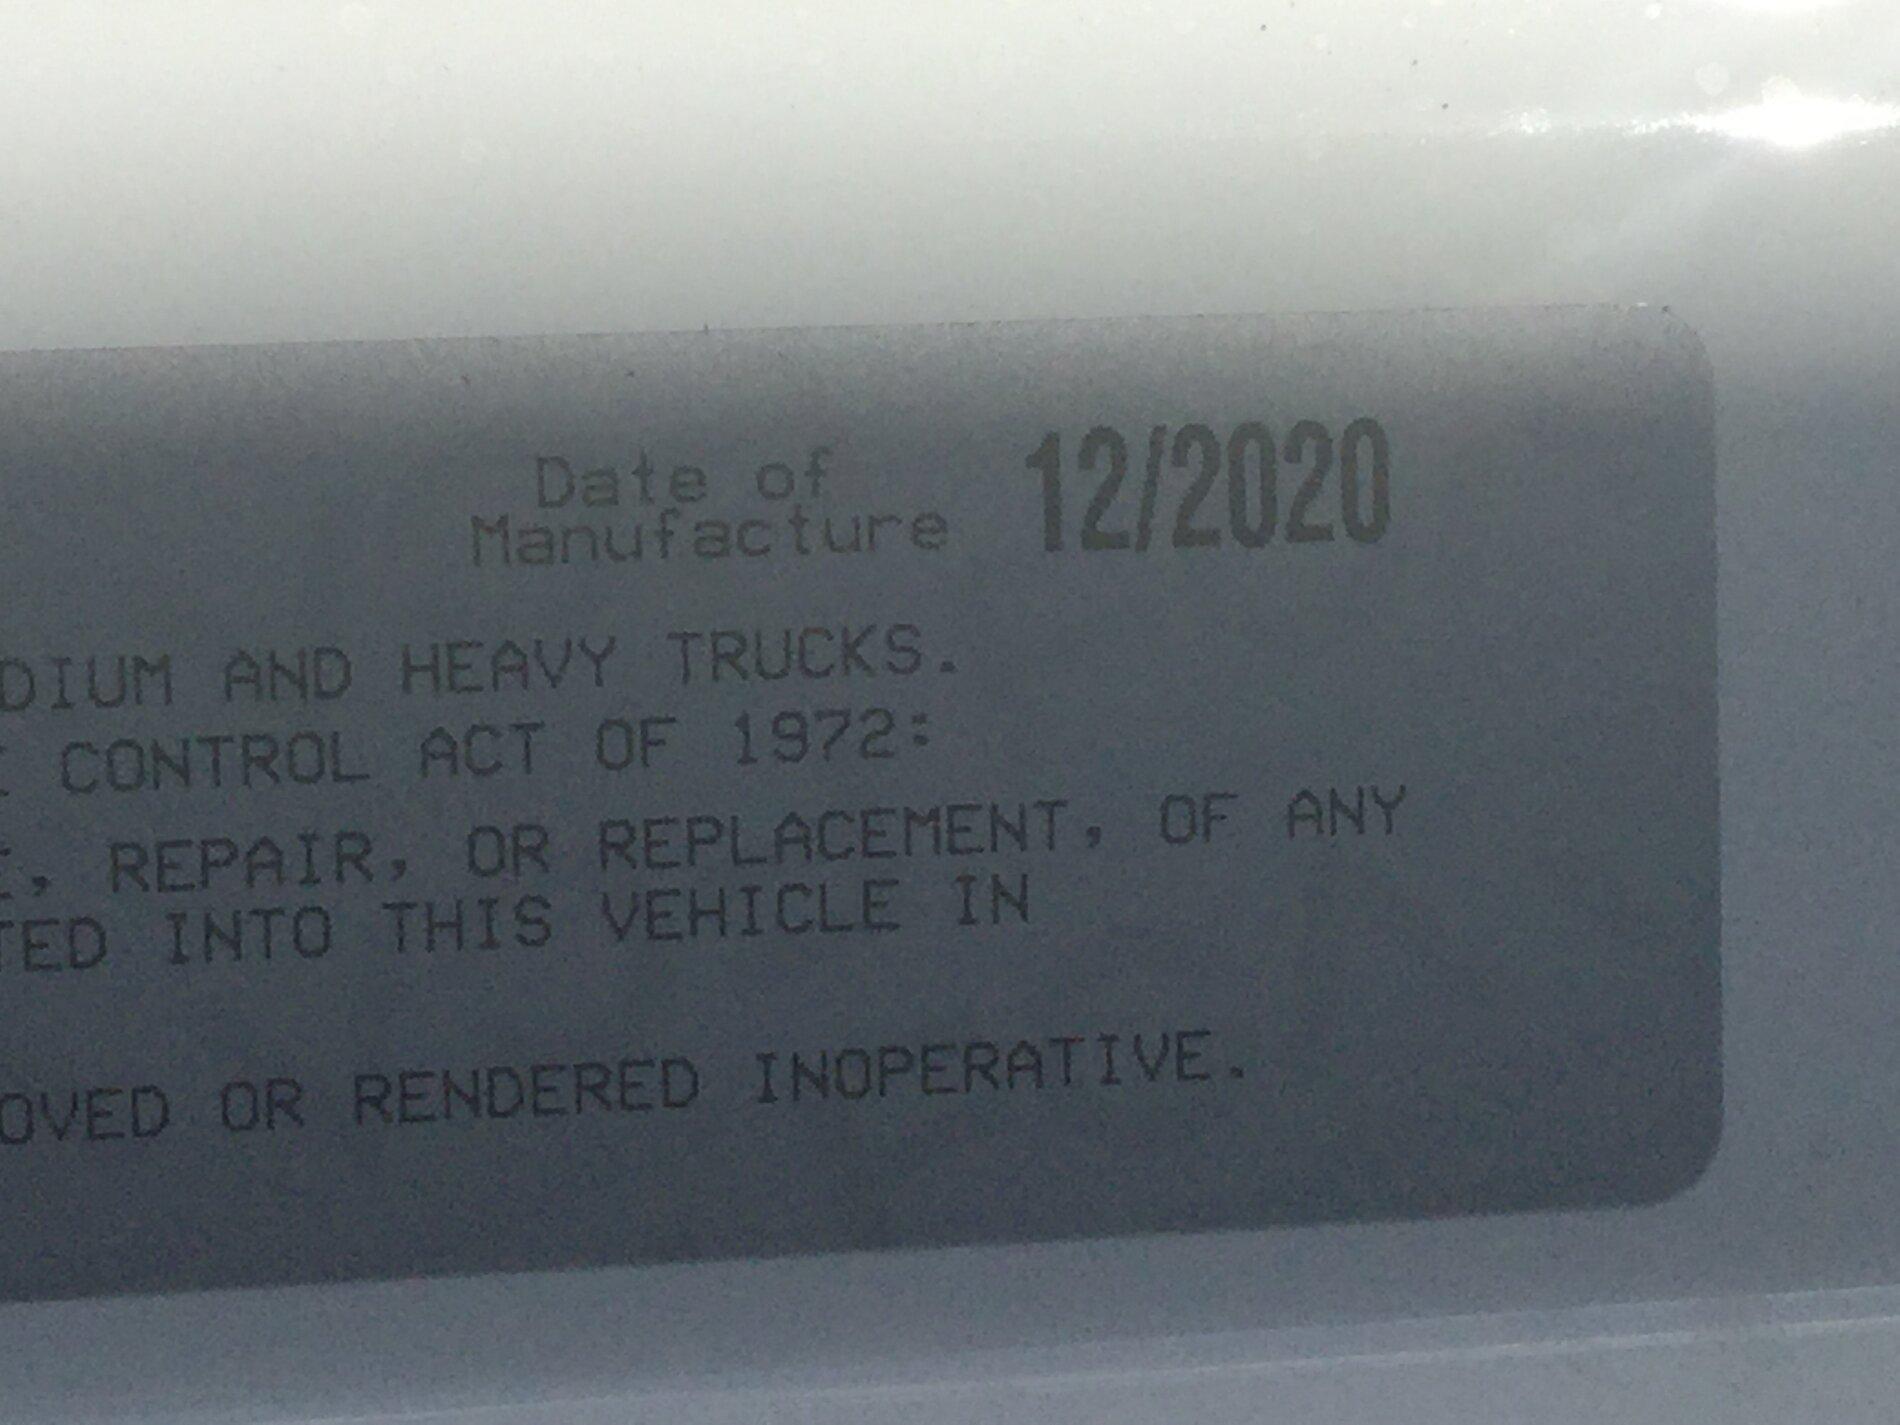 Date of
Manufacture 12/2020
DIUM AND HEAVY TRUCKS.
CONTROL ACT OF 1972:
E, REPAIR, OR REPLACEMENT, OF ANY
TED INTO THIS VEHICLE IN
OVED OR RENDERED INOPERATIVE.